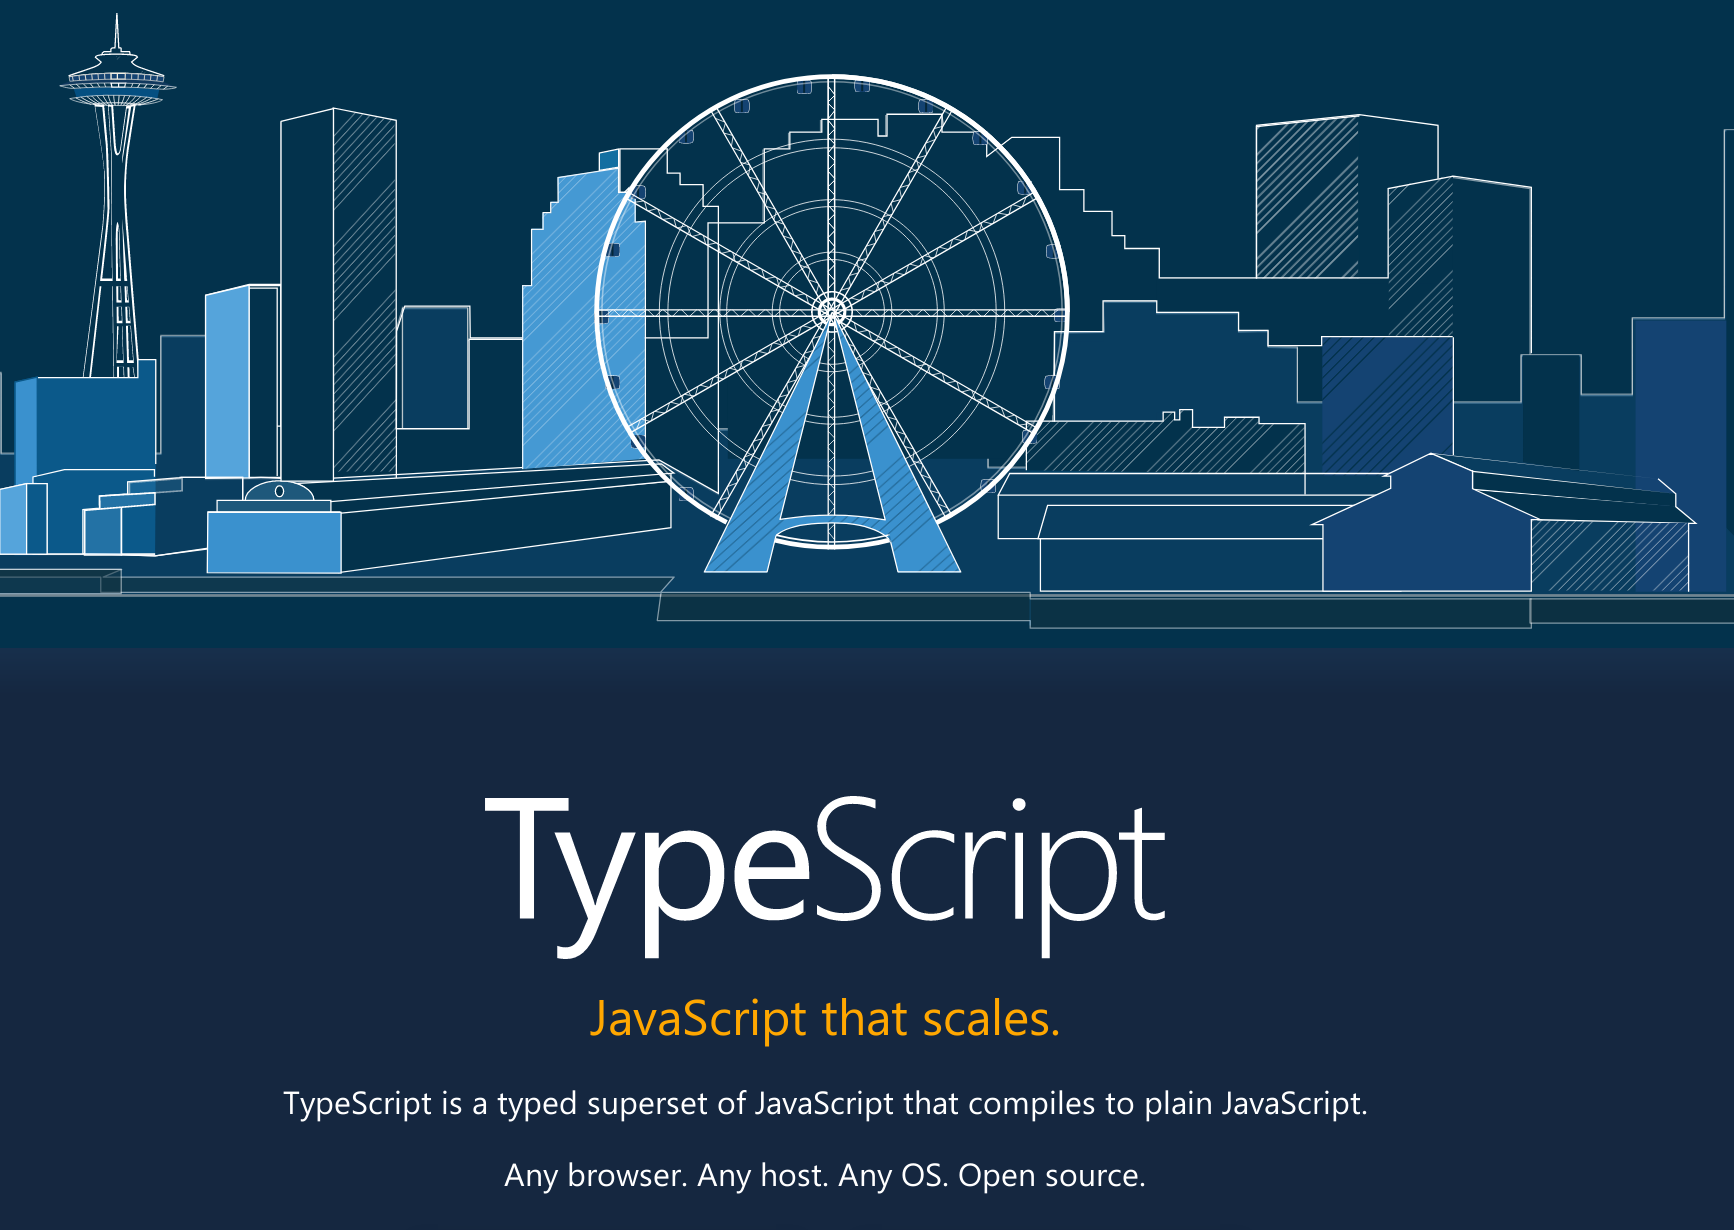 TypeScript
JavaScript that scales.
TypeScript is a typed superset of JavaScript that compiles to plain JavaScript.
Any browser. Any host. Any OS. Open source.